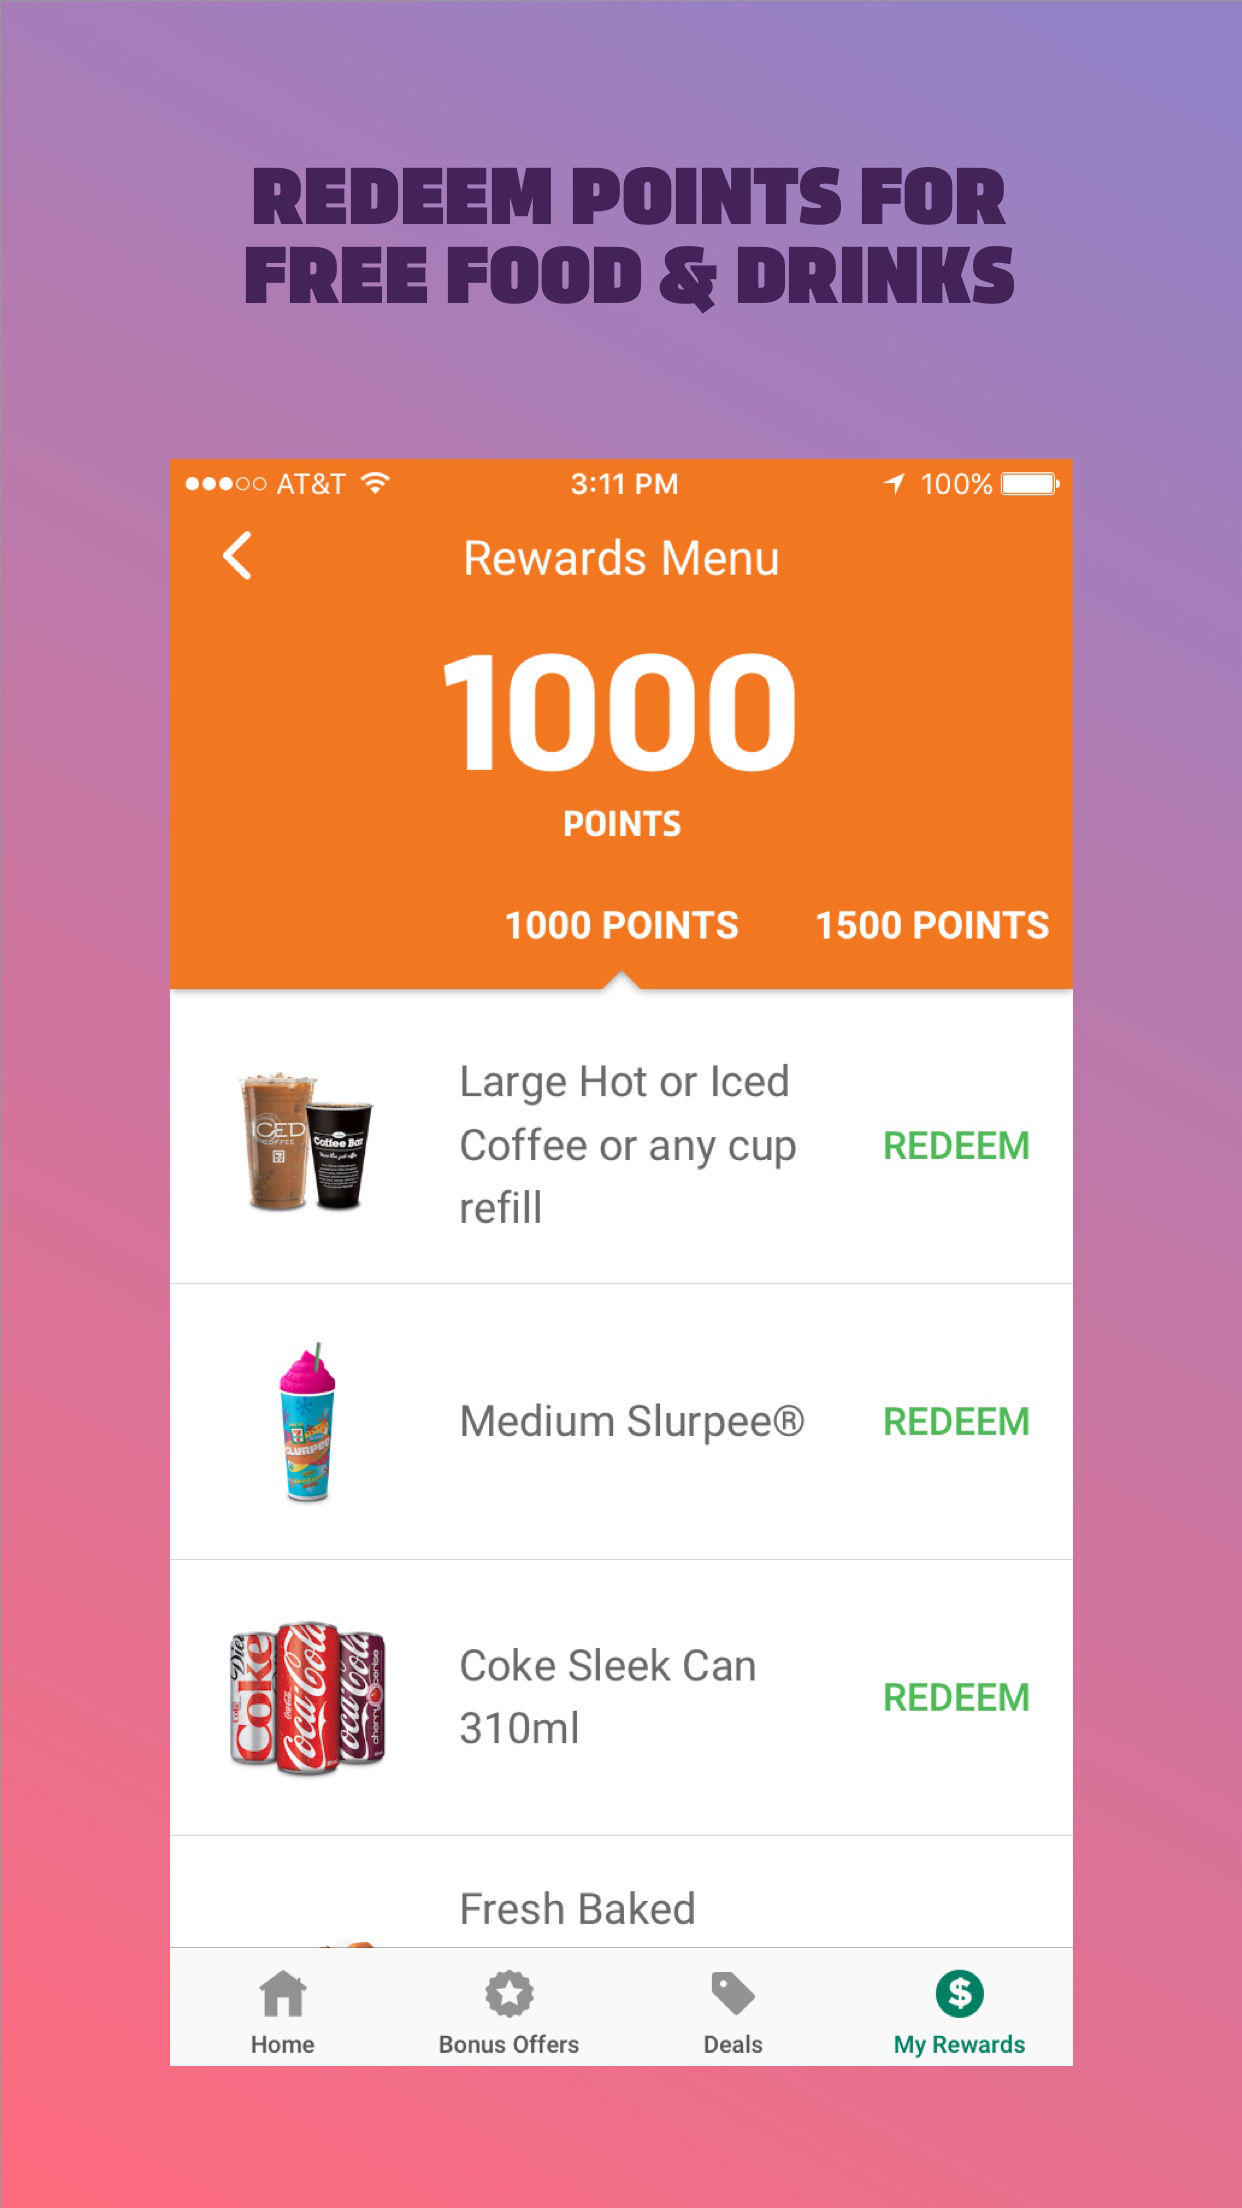 REDEEM POINTS FOR
FREE FOOD & DRINKS
AT&T
3:11 PM
100%
Rewards Menu
1000
POINTS
1000 POINTS
1500 POINTS
ICED
COFFEE
Coffee Bar
Large Hot or Iced
Coffee or any cup
refill
REDEEM
SLURPEE
Medium Slurpee®
REDEEM
Diet
Coke
Coca-Cola
Coca-Cola
cherry cerise
Coke Sleek Can
310ml
REDEEM
Fresh Baked
Home
Bonus Offers
Deals
My Rewards